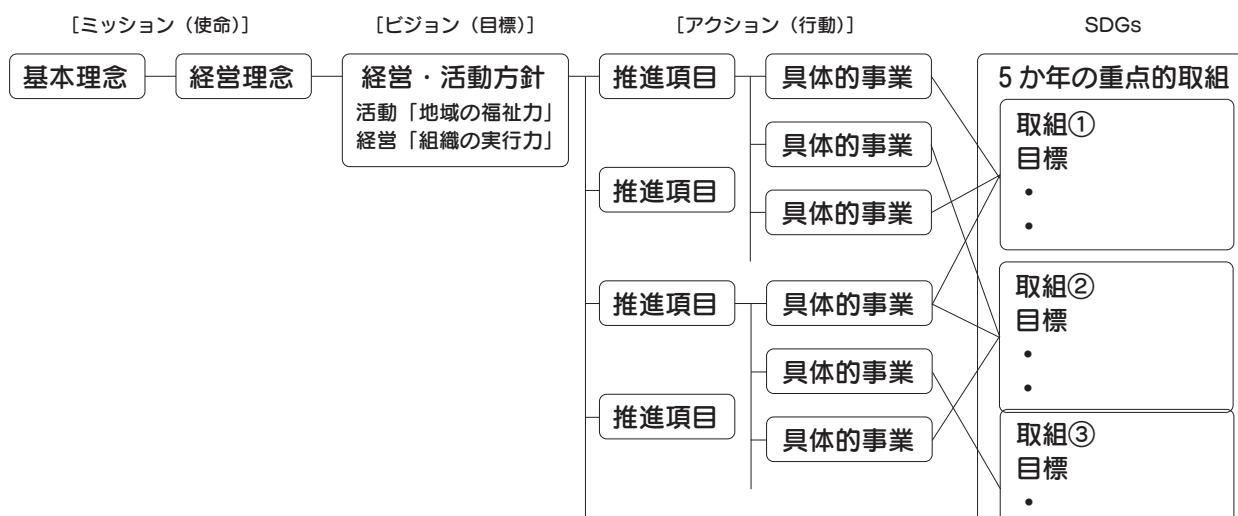 ［ミッション（使命）］
［ビジョン（目標）］
［アクション（行動）］
SDGs
基本理念
経営理念
経営・活動方針
活動「地域の福祉力」
経営「組織の実行力」
推進項目
具体的事業
具体的事業
推進項目
具体的事業
推進項目
具体的事業
具体的事業
推進項目
具体的事業
5か年の重点的取組
取組①
目標
・
・
取組②
目標
・
・
取組③
目標
・